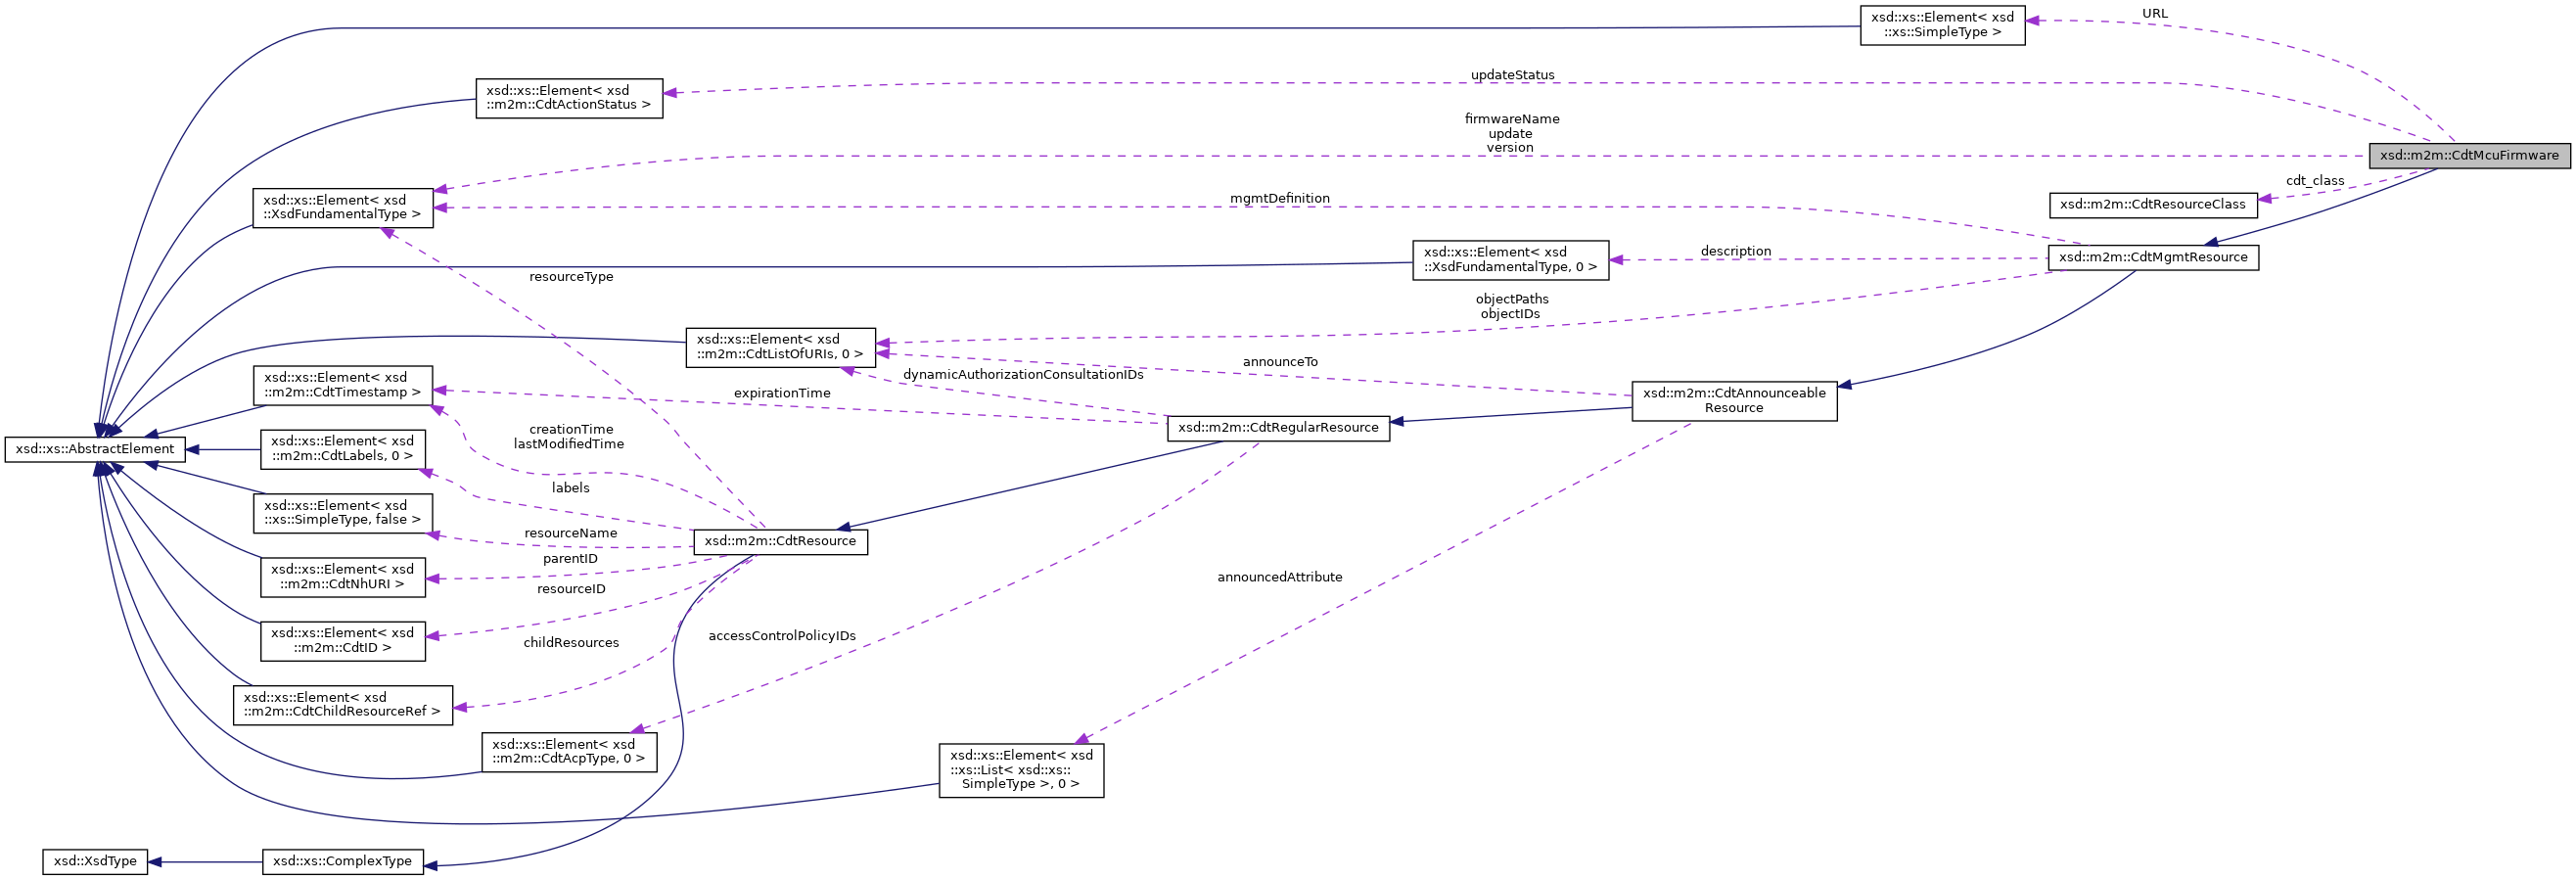 xsd::xs::Element< xsd
::xs::SimpleType >
URL
updateStatus
xsd::xs::Element< xsd
::m2m::CdtActionStatus >
firmwareName
update
version
xsd::m2m::CdtMcuFirmware
cdt_class
xsd::m2m::CdtResourceClass
xsd::xs::Element< xsd
::XsdFundamentalType >
mgmtDefinition
xsd::xs::Element< xsd
::XsdFundamentalType, 0 >
description
xsd::m2m::CdtMgmtResource
resourceType
objectPaths
objectIDs
xsd::xs::Element< xsd
::m2m::CdtListOfURIs, 0 >
announceTo
dynamicAuthorizationConsultationIDs
xsd::xs::Element< xsd
::m2m::CdtTimestamp >
expirationTime
xsd::m2m::CdtAnnounceable
Resource
xsd::m2m::CdtRegularResource
creationTime
lastModifiedTime
xsd::xs::AbstractElement
xsd::xs::Element< xsd
::m2m::CdtLabels, 0 >
labels
xsd::xs::Element< xsd
::xs::SimpleType, false >
resourceName
xsd::m2m::CdtResource
parentID
xsd::xs::Element< xsd
::m2m::CdtNhURI >
resourceID
announcedAttribute
xsd::xs::Element< xsd
::m2m::CdtID >
childResources
accessControlPolicyIDs
xsd::xs::Element< xsd
::m2m::CdtChildResourceRef >
xsd::xs::Element< xsd
::m2m::CdtAcpType, 0 >
xsd::xs::Element< xsd
::xs::List< xsd::xs::
SimpleType >, 0 >
xsd::XsdType
xsd::xs::ComplexType